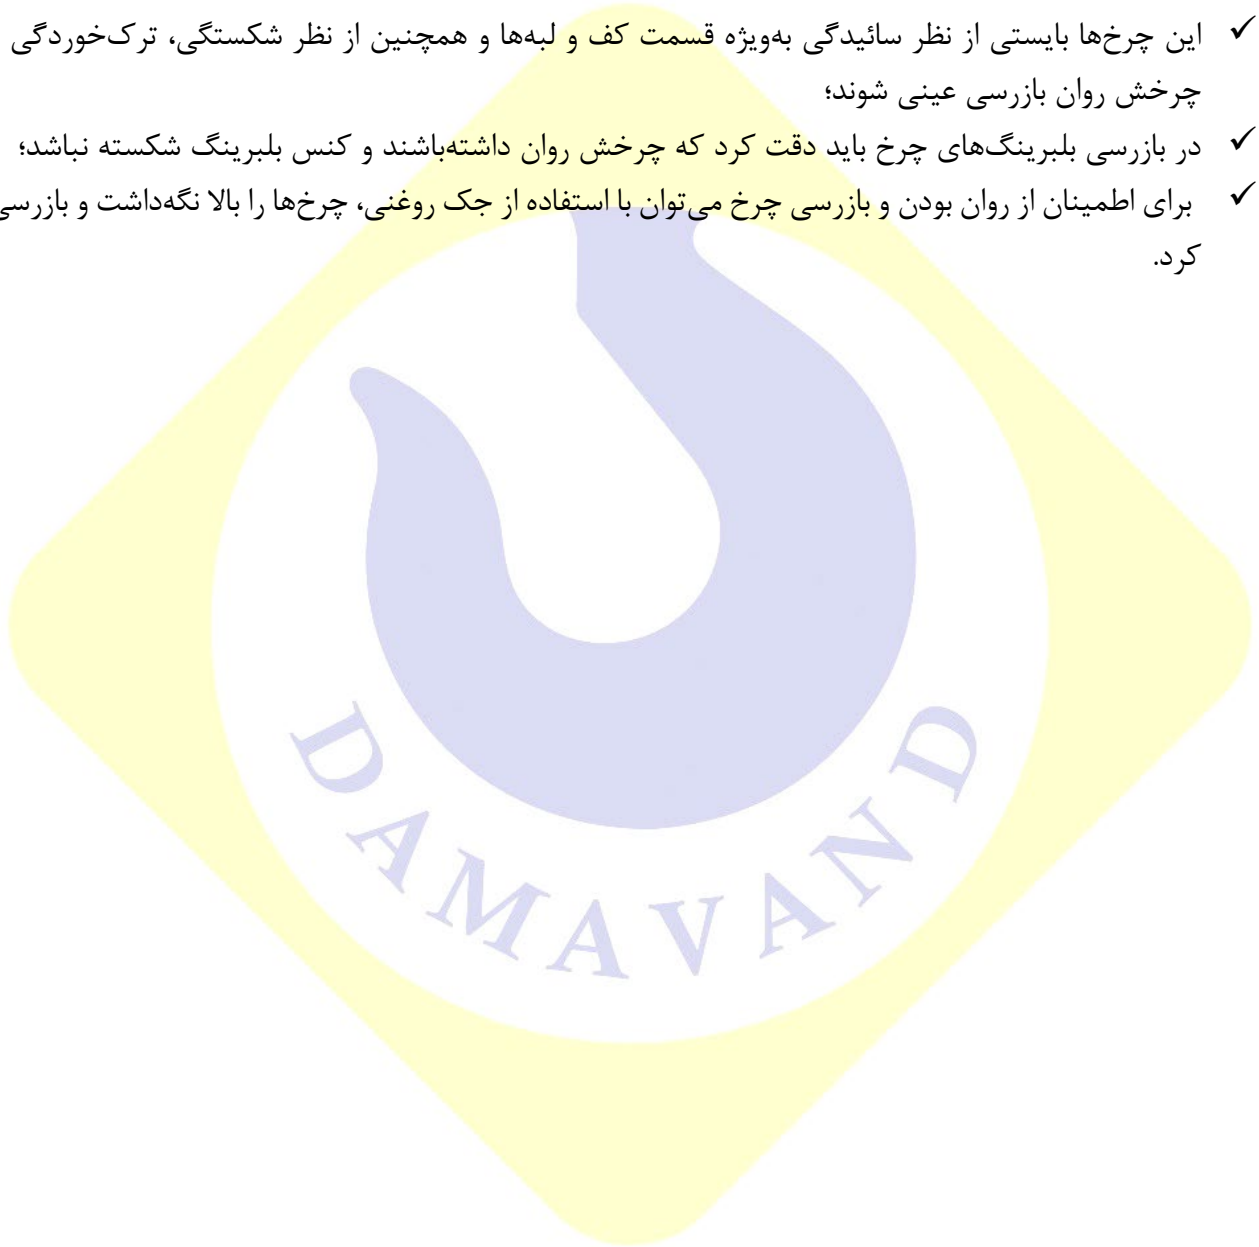 ✓ این چرخ‌ها بایستی از نظر سائیدگی به‌ویژه قسمت کف و لبه‌ها و همچنین از نظر شکستگی، ترک‌خوردگی
چرخش روان بازرسی عینی شوند؛
✓ در بازرسی بلبرینگ‌های چرخ باید دقت کرد که چرخش روان داشته‌باشند و کنس بلبرینگ شکسته نباشد؛
✓ برای اطمینان از روان بودن و بازرسی چرخ می‌توان با استفاده از جک روغنی، چرخ‌ها را بالا نگه‌داشت و بازرسی
کرد.
DAMAVAND